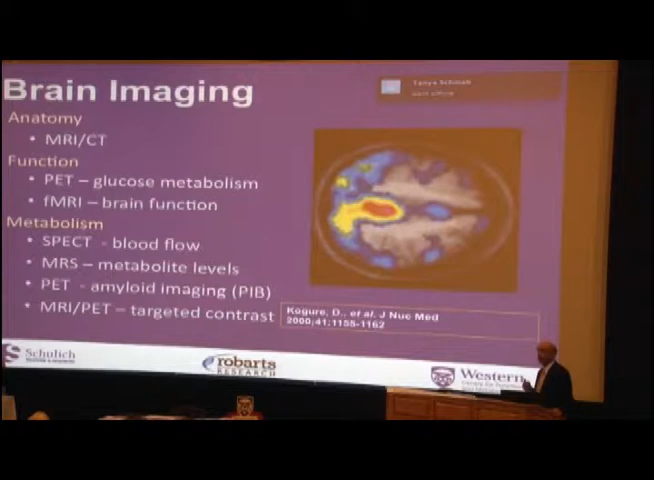 Brain Imaging
Anatomy
• MRI/CT
Function
• PET – glucose metabolism
• fMRI – brain function
Metabolism
• SPECT - blood flow
• MRS – metabolite levels
• PET - amyloid imaging (PIB)
• MRI/PET – targeted contrast
Kogure, D., et al. J Nuc Med
2000;41:1155-1162
Schulich
robarts
RESEARCH
Western